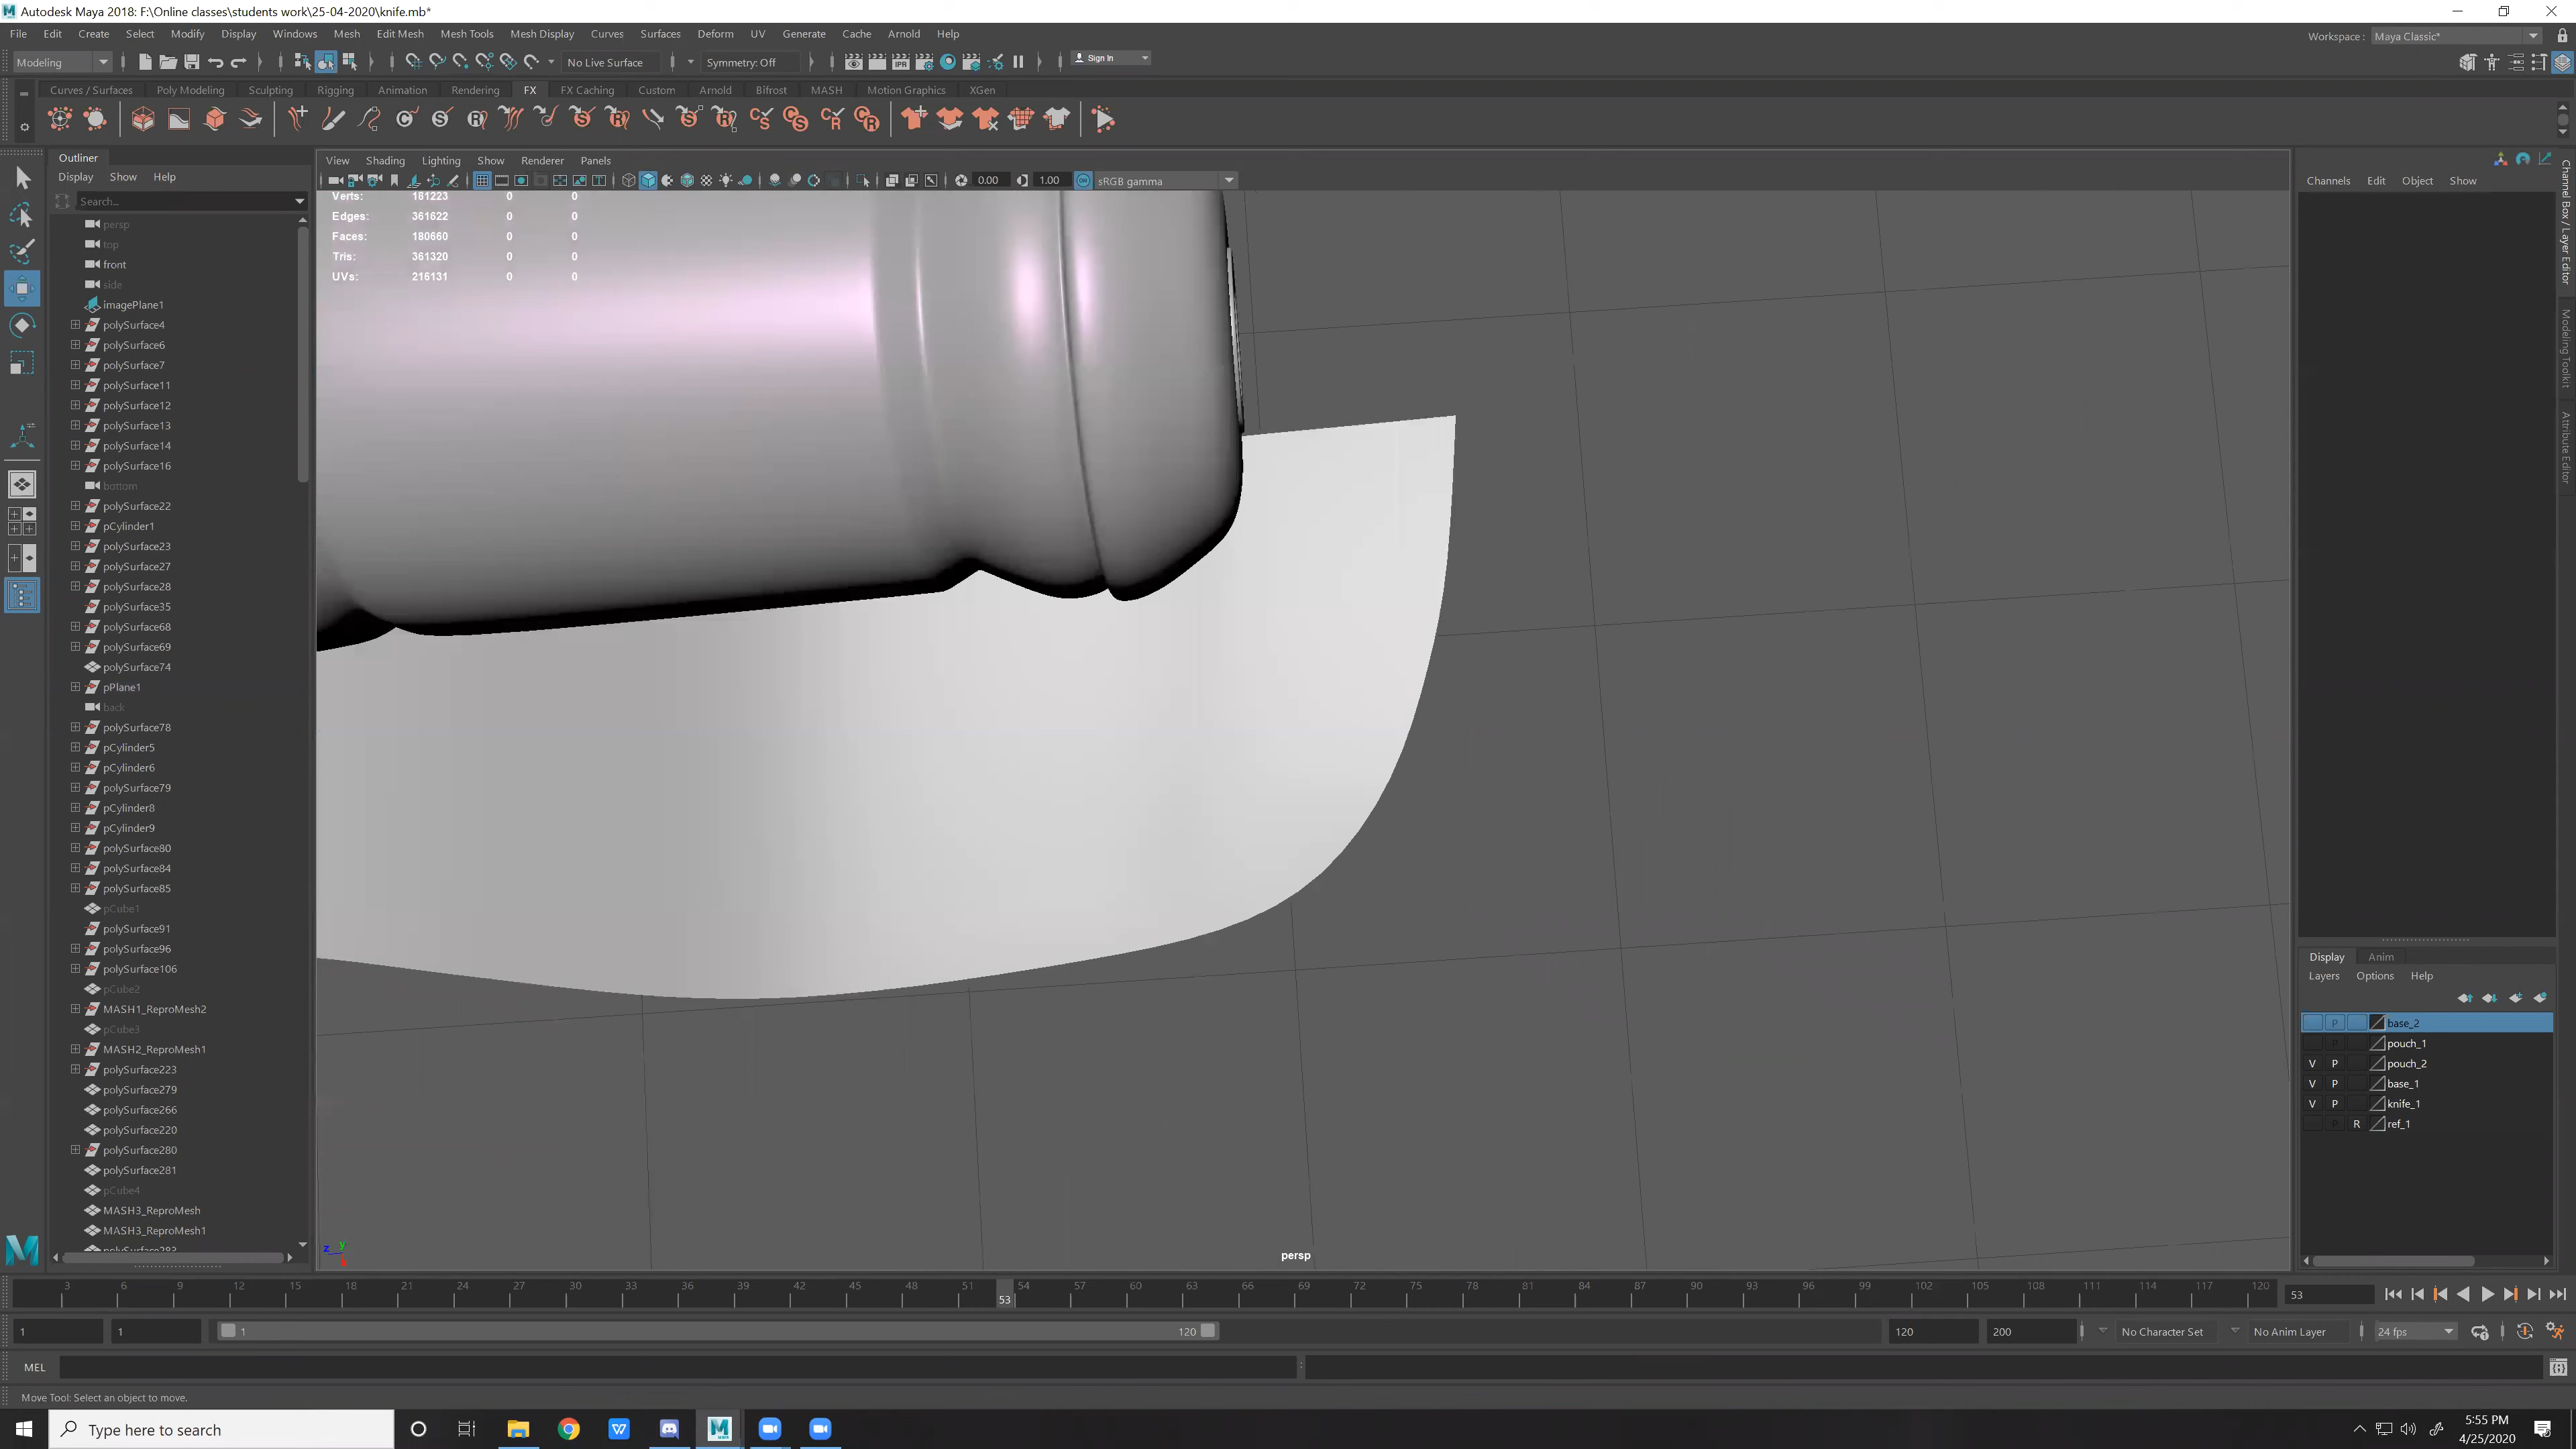 Autodesk Maya 2018: F:\Online classes\students work\25-04-2020\knife.mb*
File Edit Create Select Modify Display Windows Mesh Edit Mesh Mesh Tools Mesh Display Curves Surfaces Deform UV Generate Cache Arnold Help
Workspace : Maya Classic*
Modeling No Live Surface Symmetry: Off IPR Sign In
Curves / Surfaces Poly Modeling Sculpting Rigging Animation Rendering FX FX Caching Custom Arnold Bifrost MASH Motion Graphics XGen
Outliner
Display Show Help
Search...
persp
top
front
side
imagePlane1
polySurface4
polySurface6
polySurface7
polySurface11
polySurface12
polySurface13
polySurface14
polySurface16
bottom
polySurface22
pCylinder1
polySurface23
polySurface27
polySurface28
polySurface35
polySurface68
polySurface69
polySurface74
pPlane1
back
polySurface78
pCylinder5
pCylinder6
polySurface79
pCylinder8
pCylinder9
polySurface80
polySurface84
polySurface85
pCube1
polySurface91
polySurface96
polySurface106
pCube2
MASH1_ReproMesh2
pCube3
MASH2_ReproMesh1
polySurface223
polySurface279
polySurface266
polySurface220
polySurface280
polySurface281
pCube4
MASH3_ReproMesh
MASH3_ReproMesh1
polySurface283
View Shading Lighting Show Renderer Panels
0.00 1.00 ON sRGB gamma
Verts: 181223 0 0
Edges: 361622 0 0
Faces: 180660 0 0
Tris: 361320 0 0
UVs: 216131 0 0
z y
persp
Channels Edit Object Show
Channel Box / Layer Editor
Modeling Toolkit
Attribute Editor
Display Anim
Layers Options Help
P base_2
P pouch_1
V P pouch_2
V P base_1
V P knife_1
P R ref_1
3 6 9 12 15 18 21 24 27 30 33 36 39 42 45 48 51 54 57 60 63 66 69 72 75 78 81 84 87 90 93 96 99 102 105 108 111 114 117 120
53 53
1 1 1 120 120 200 No Character Set No Anim Layer 24 fps
MEL
Move Tool: Select an object to move.
Type here to search
5:55 PM
4/25/2020